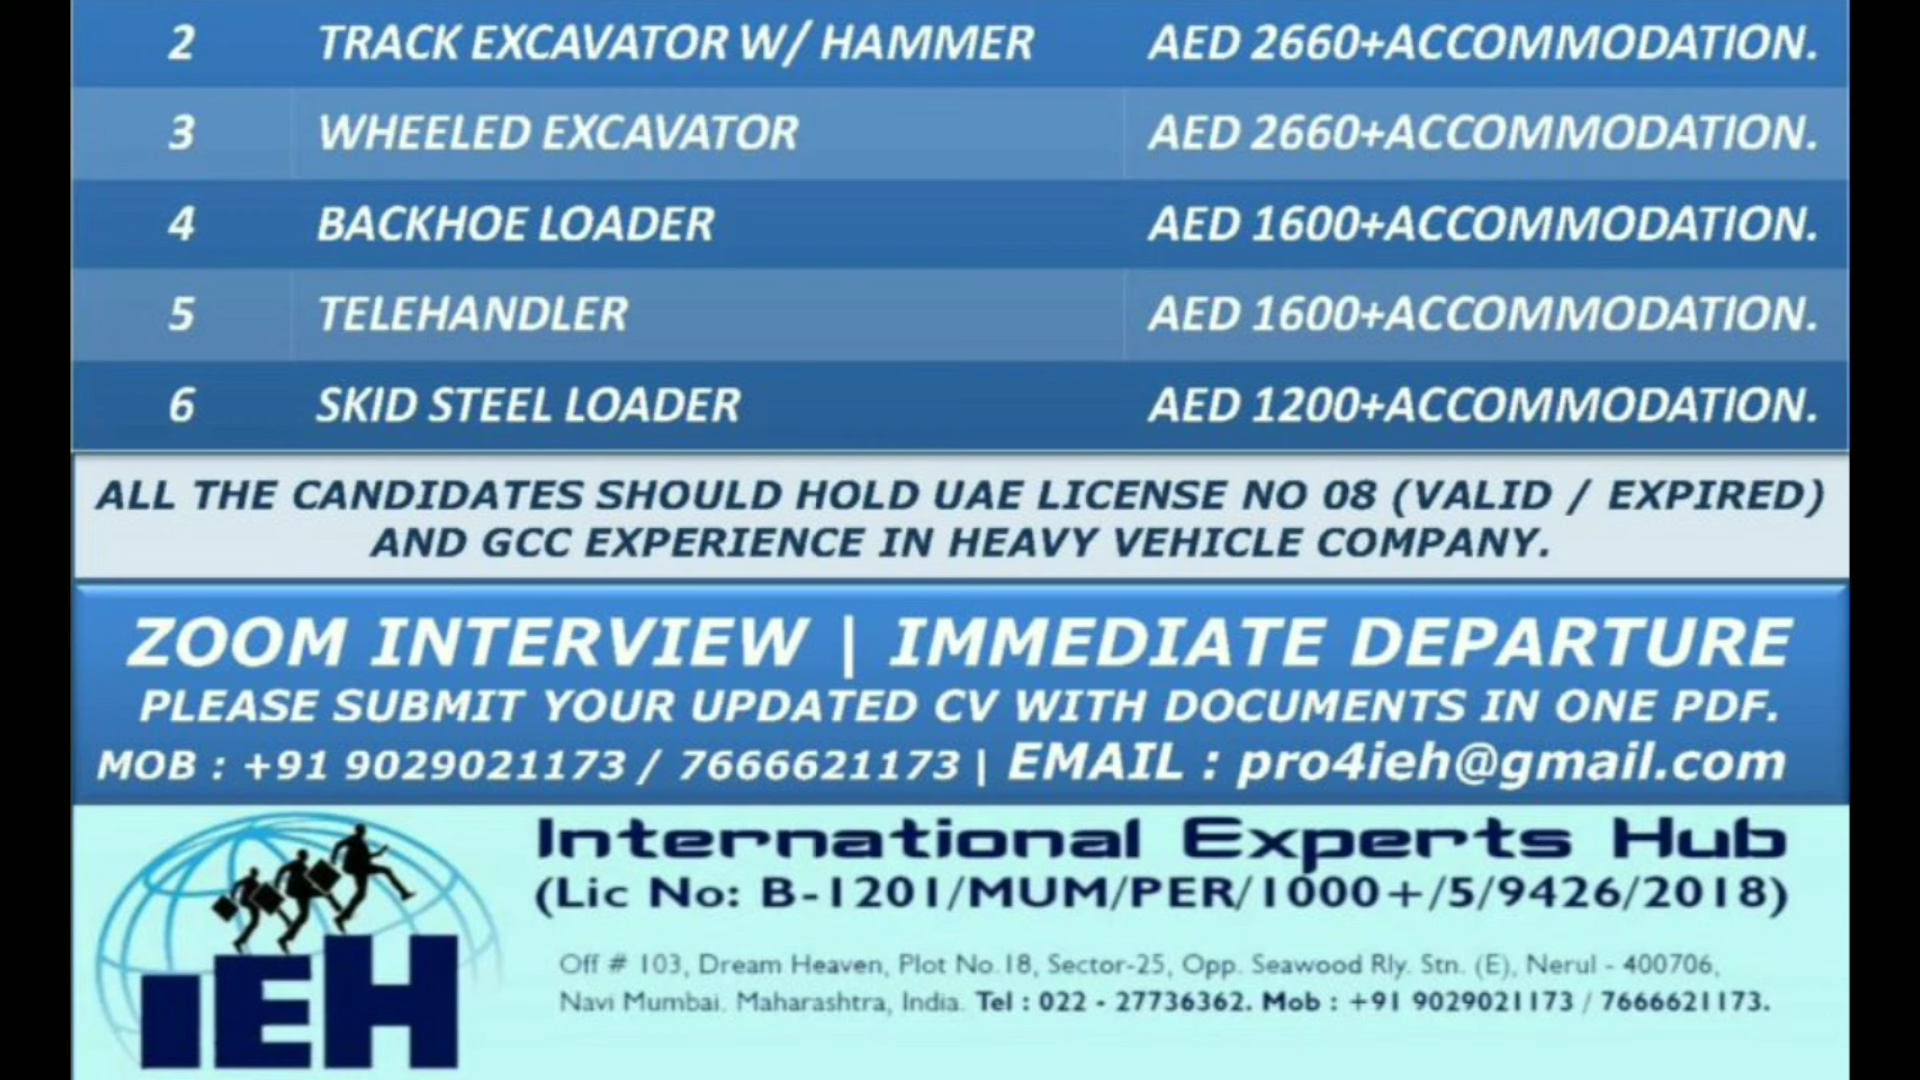 2 TRACK EXCAVATOR W/ HAMMER AED 2660+ACCOMMODATION.
3 WHEELED EXCAVATOR AED 2660+ACCOMMODATION.
4 BACKHOE LOADER AED 1600+ACCOMMODATION.
5 TELEHANDLER AED 1600+ACCOMMODATION.
6 SKID STEEL LOADER AED 1200+ACCOMMODATION.
ALL THE CANDIDATES SHOULD HOLD UAE LICENSE NO 08 (VALID / EXPIRED)
AND GCC EXPERIENCE IN HEAVY VEHICLE COMPANY.
ZOOM INTERVIEW | IMMEDIATE DEPARTURE
PLEASE SUBMIT YOUR UPDATED CV WITH DOCUMENTS IN ONE PDF.
MOB : +91 9029021173 / 7666621173 | EMAIL : pro4ieh@gmail.com
International Experts Hub
(Lic No: B-1201/MUM/PER/1000+/5/9426/2018)
Off # 103, Dream Heaven, Plot No.18, Sector-25, Opp. Seawood Rly. Stn. (E), Nerul - 400706,
Navi Mumbai. Maharashtra, India. Tel : 022 - 27736362. Mob : +91 9029021173 / 7666621173.
IEH